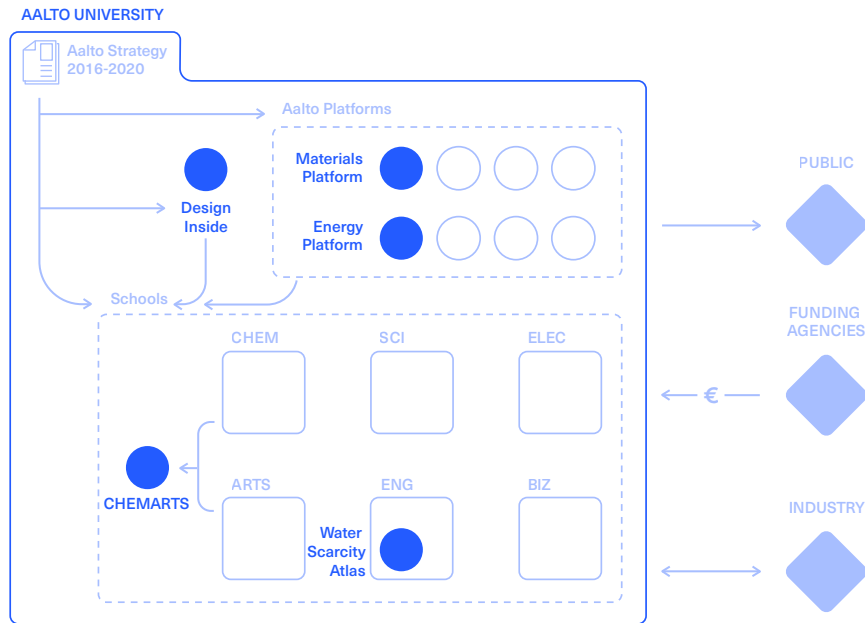 AALTO UNIVERSITY
Aalto Strategy
2016-2020
Aalto Platforms
Materials
Platform
Design
Inside
Energy
Platform
Schools
CHEM
SCI
ELEC
CHEMARTS
ARTS
ENG
BIZ
Water
Scarcity
Atlas
PUBLIC
FUNDING
AGENCIES
€
INDUSTRY